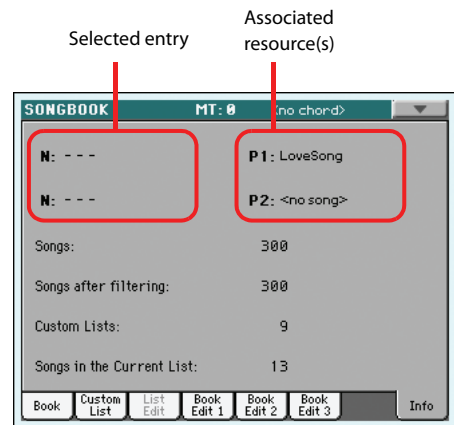 Selected entry
Associated
resource(s)
SONGBOOK MT: 0 <no chord>
N: --- P1: LoveSong
N: --- P2: <no song>
Songs: 300
Songs after filtering: 300
Custom Lists: 9
Songs in the Current List: 13
Book Custom List List Edit Book Edit 1 Book Edit 2 Book Edit 3 Info